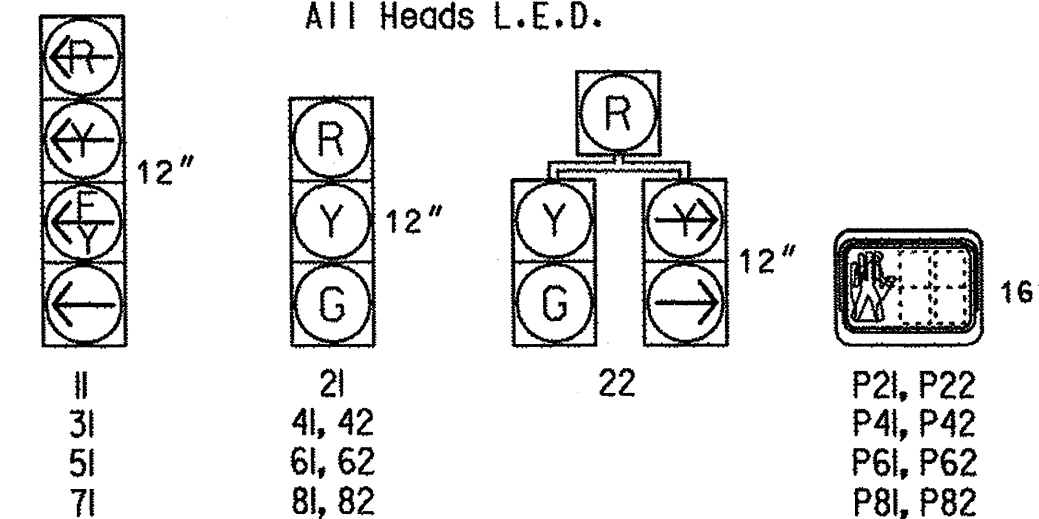 All Heads L.E.D.
R
Y
12"
F
Y
11
31
51
71
R
Y
12"
G
21
41, 42
61, 62
81, 82
R
Y
Y
12"
G
22
16
P21, P22
P41, P42
P61, P62
P81, P82